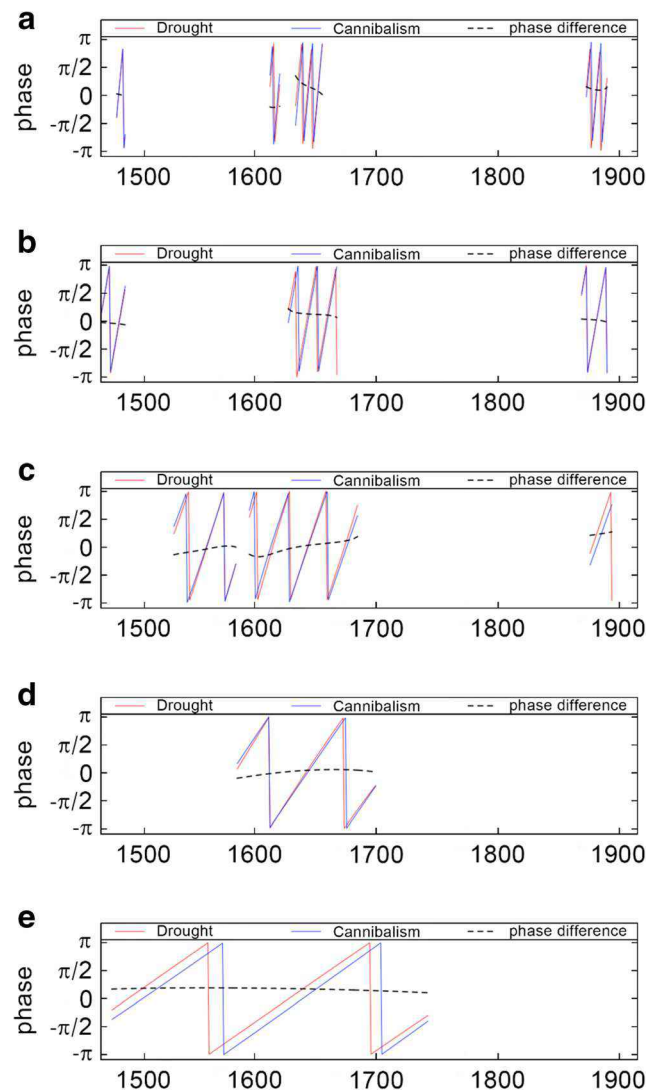 a
Drought Cannibalism phase difference
π
π/2
0
-π/2
-π
phase
1500 1600 1700 1800 1900
b
Drought Cannibalism phase difference
π
π/2
0
-π/2
-π
phase
1500 1600 1700 1800 1900
c
Drought Cannibalism phase difference
π
π/2
0
-π/2
-π
phase
1500 1600 1700 1800 1900
d
Drought Cannibalism phase difference
π
π/2
0
-π/2
-π
phase
1500 1600 1700 1800 1900
e
Drought Cannibalism phase difference
π
π/2
0
-π/2
-π
phase
1500 1600 1700 1800 1900